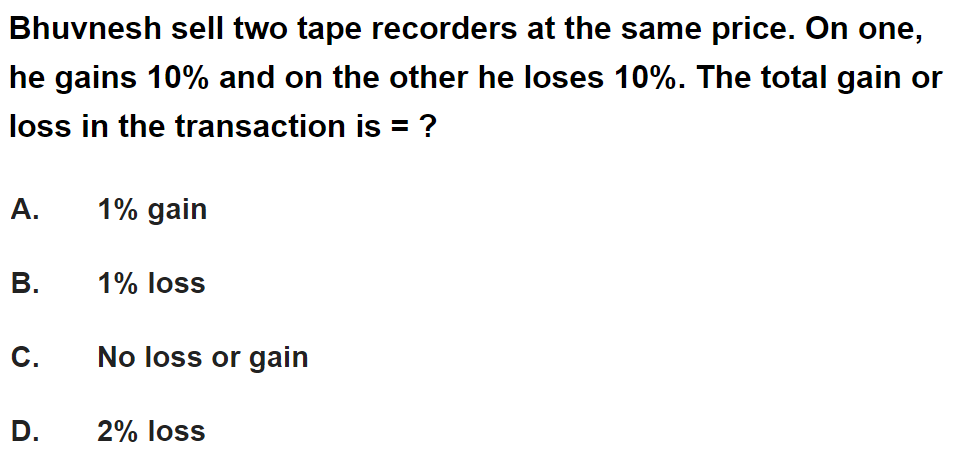 Bhuvnesh sell two tape recorders at the same price. On one,
he gains 10% and on the other he loses 10%. The total gain or
loss in the transaction is = ?
A. 1% gain
B. 1% loss
C. No loss or gain
D. 2% loss